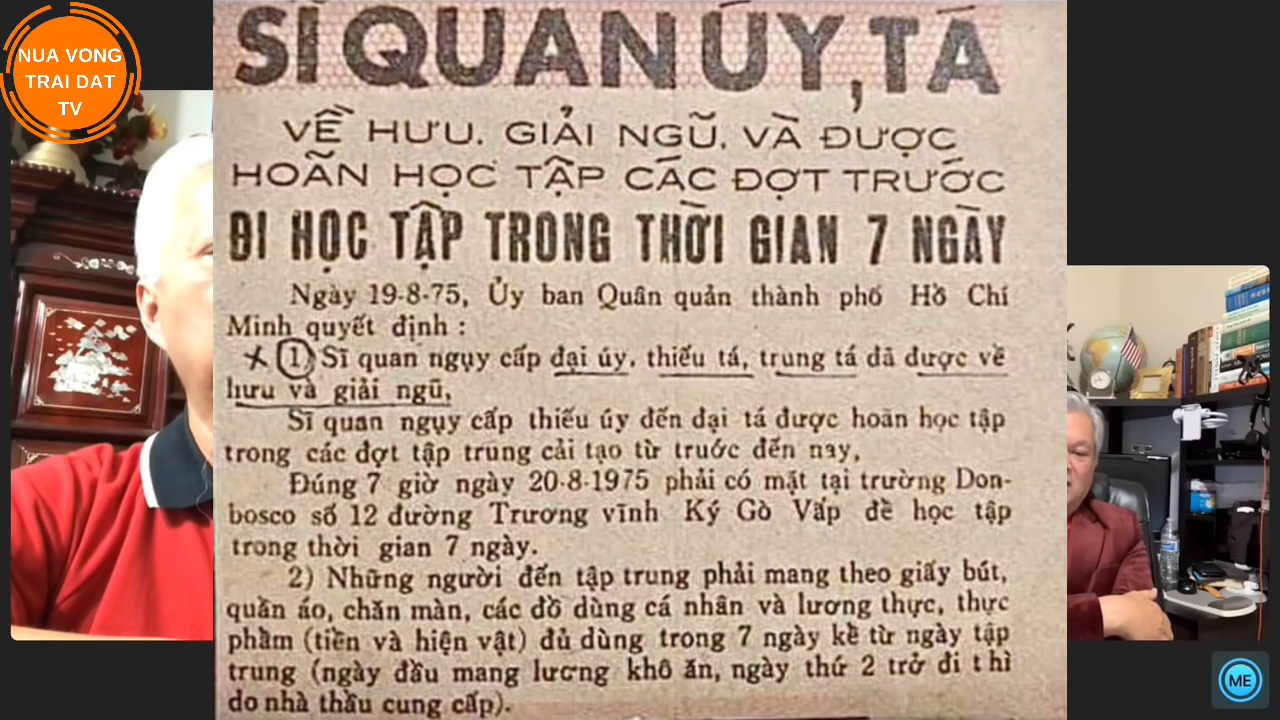 NUA VONG
TRAI DAT
TV
SĨ QUAN ÚY, TÁ
VỀ HƯU. GIẢI NGŨ. VÀ ĐƯỢC
HOÃN HỌC TẬP CÁC ĐỢT TRƯỚC
ĐI HỌC TẬP TRONG THỜI GIAN 7 NGÀY
Ngày 19-8-75, Ủy ban Quân quản thành phố Hồ Chí
Minh quyết định :
1) Sĩ quan ngụy cấp đại úy, thiếu tá, trung tá đã được về
hưu và giải ngũ,
Sĩ quan ngụy cấp thiếu úy đến đại tá được hoãn học tập
trong các đợt tập trung cải tạo từ trước đến nay,
Đúng 7 giờ ngày 20-8-1975 phải có mặt tại trường Don-
bosco số 12 đường Trương vĩnh Ký Gò Vấp để học tập
trong thời gian 7 ngày.
2) Những người đến tập trung phải mang theo giấy bút,
quần áo, chăn màn, các đồ dùng cá nhân và lương thực, thực
phầm (tiền và hiện vật) đủ dùng trong 7 ngày kể từ ngày tập
trung (ngày đầu mang lương khô ăn, ngày thứ 2 trở đi thì
do nhà thầu cung cấp).
ME